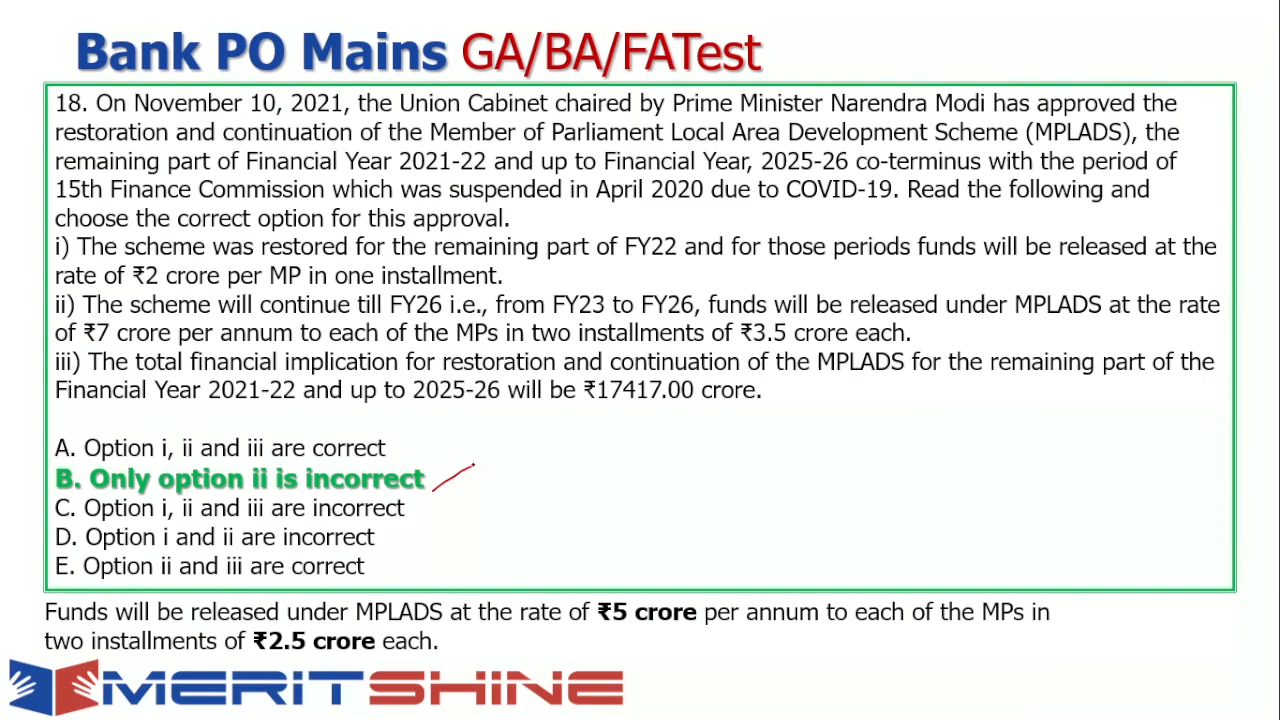 Bank PO Mains GA/BA/FATest
18. On November 10, 2021, the Union Cabinet chaired by Prime Minister Narendra Modi has approved the
restoration and continuation of the Member of Parliament Local Area Development Scheme (MPLADS), the
remaining part of Financial Year 2021-22 and up to Financial Year, 2025-26 co-terminus with the period of
15th Finance Commission which was suspended in April 2020 due to COVID-19. Read the following and
choose the correct option for this approval.
i) The scheme was restored for the remaining part of FY22 and for those periods funds will be released at the
rate of ₹2 crore per MP in one installment.
ii) The scheme will continue till FY26 i.e., from FY23 to FY26, funds will be released under MPLADS at the rate
of ₹7 crore per annum to each of the MPs in two installments of ₹3.5 crore each.
iii) The total financial implication for restoration and continuation of the MPLADS for the remaining part of the
Financial Year 2021-22 and up to 2025-26 will be ₹17417.00 crore.
A. Option i, ii and iii are correct
B. Only option ii is incorrect
C. Option i, ii and iii are incorrect
D. Option i and ii are incorrect
E. Option ii and iii are correct
Funds will be released under MPLADS at the rate of ₹5 crore per annum to each of the MPs in
two installments of ₹2.5 crore each.
MERITSHINE